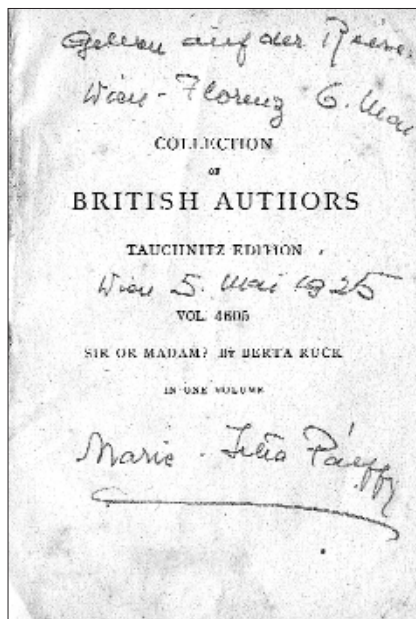 Gelesen auf der Reise
Wien - Florenz 6. Mai
COLLECTION
OF
BRITISH AUTHORS
TAUCHNITZ EDITION
Wien 5. Mai 1925
VOL. 4605
SIR OR MADAM? BY BERTA RUCK
IN ONE VOLUME
Marie - Pálffy